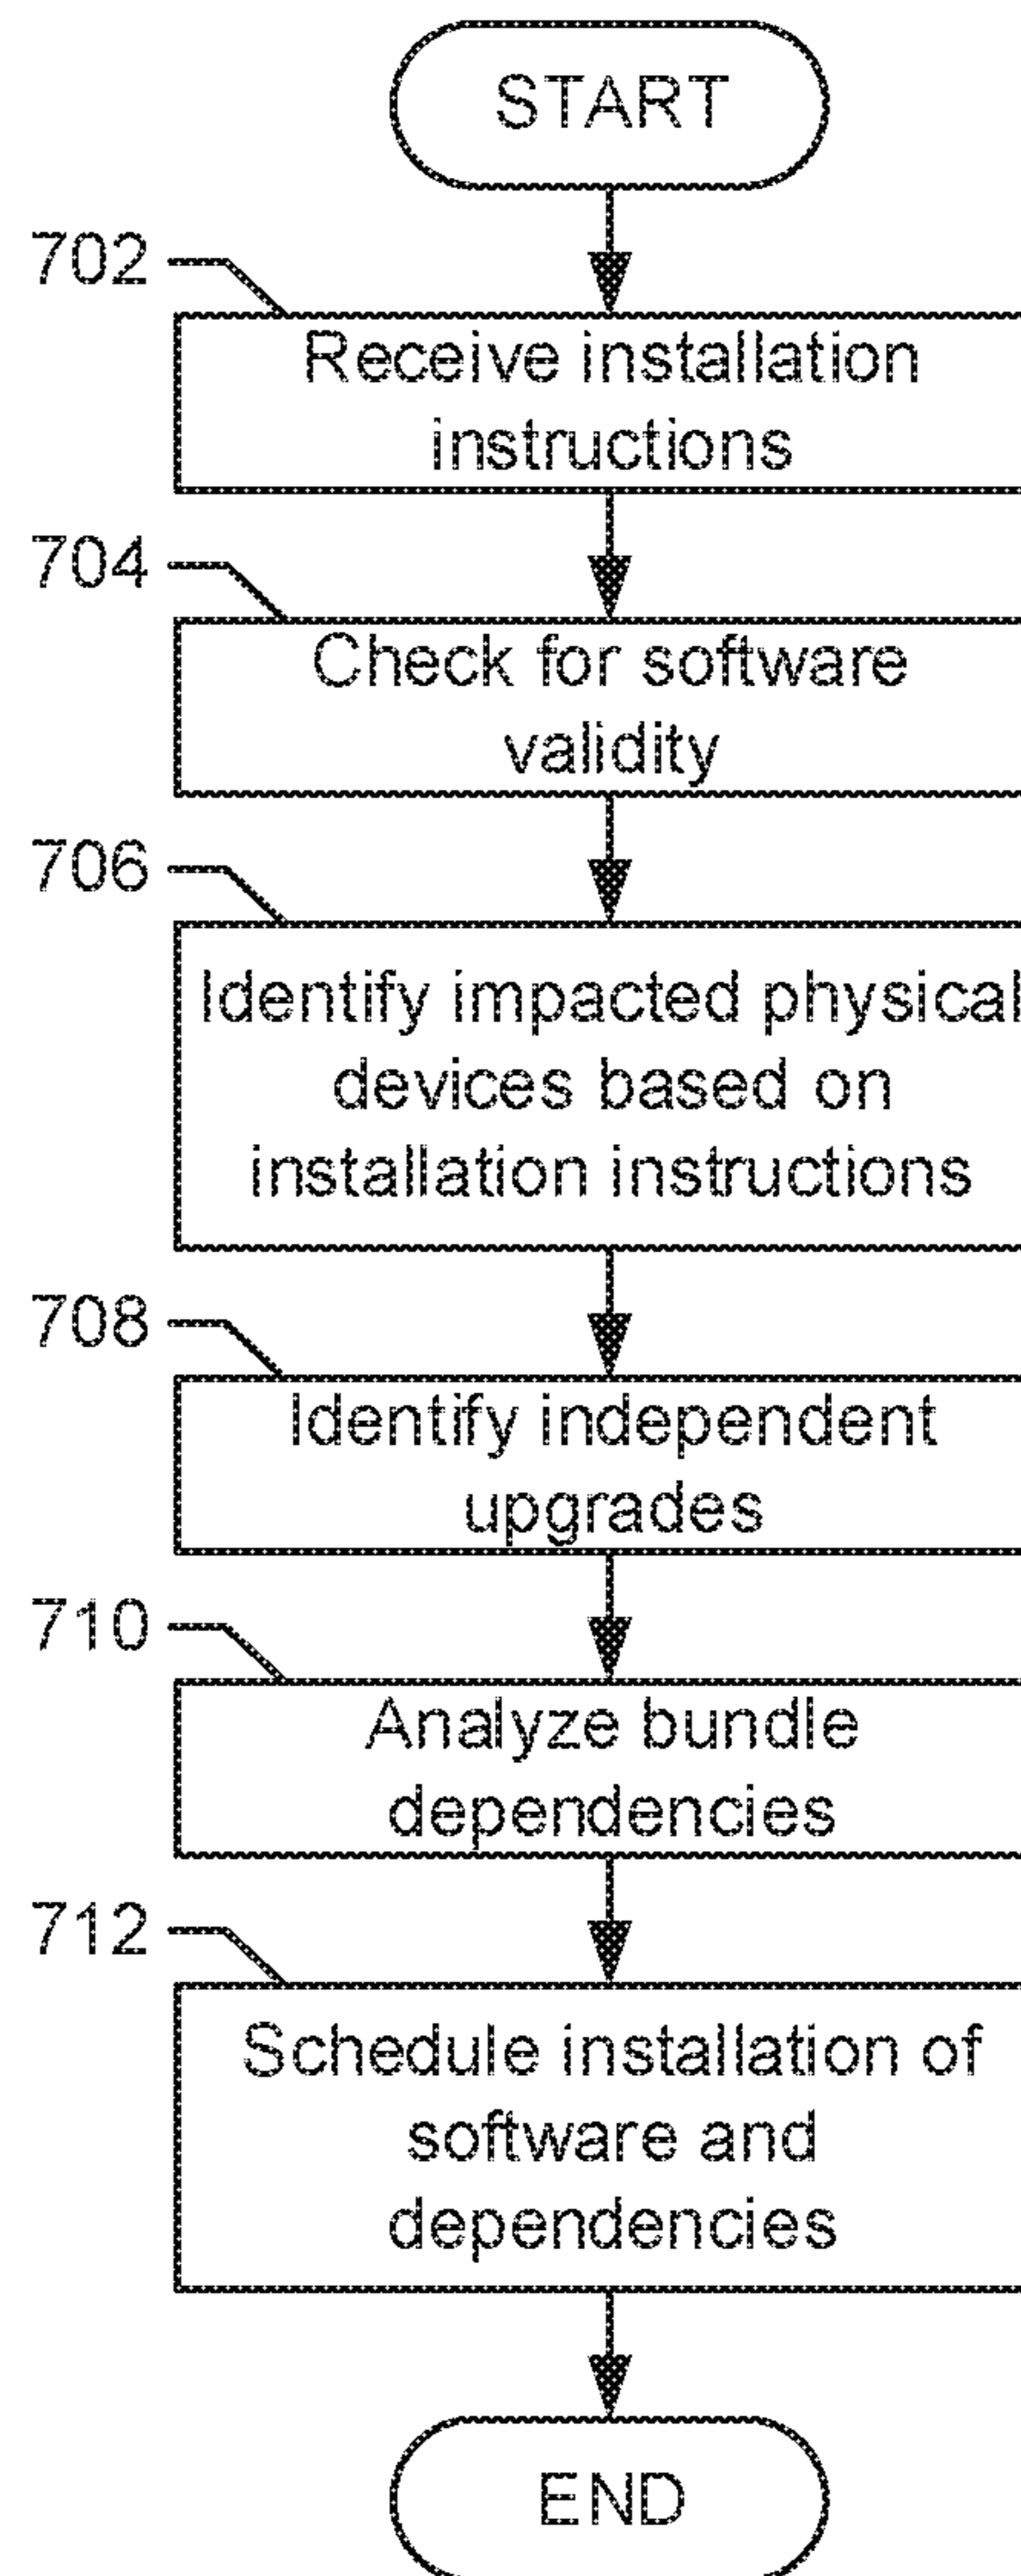 START
702
Receive installation
instructions
704
Check for software
validity
706
Identify impacted physical
devices based on
installation instructions
708
Identify independent
upgrades
710
Analyze bundle
dependencies
712
Schedule installation of
software and
dependencies
END